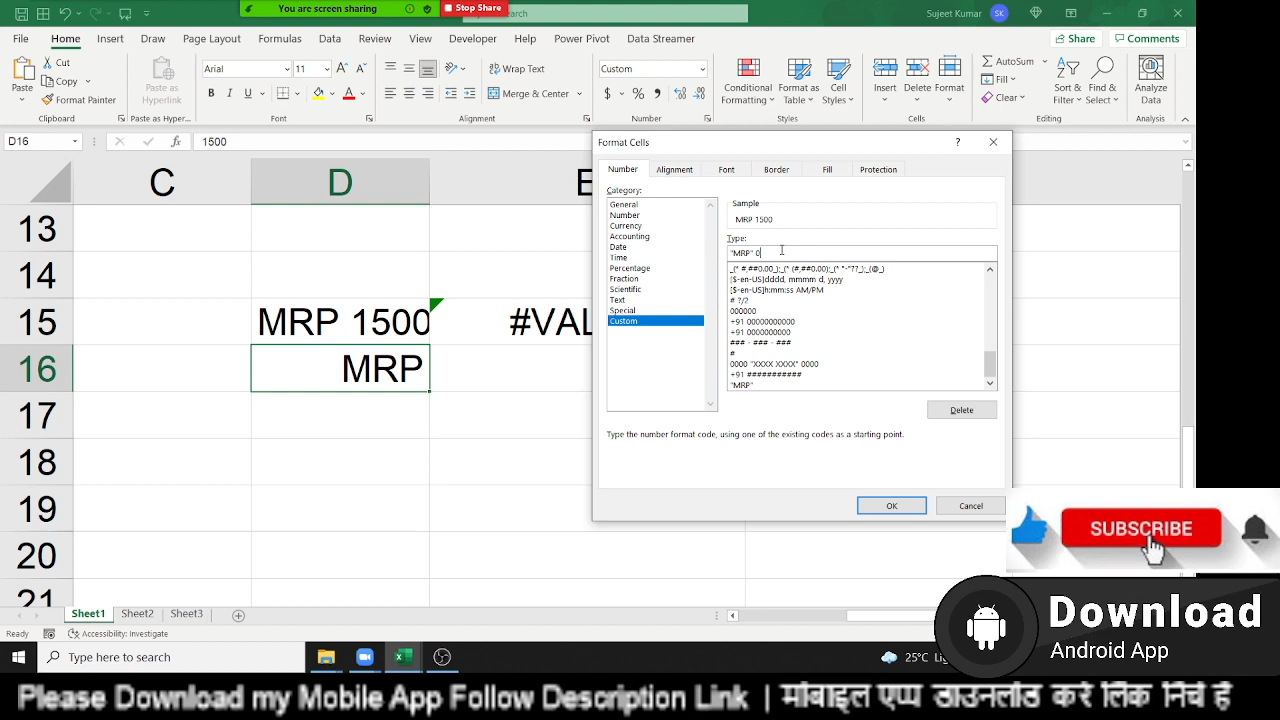 You are screen sharing
Stop Share
Search
Sujeet Kumar SK
File Home Insert Draw Page Layout Formulas Data Review View Developer Help Power Pivot Data Streamer Share Comments
Paste Cut Copy Format Painter
Paste as Hyperlink
Arial 11
Wrap Text
Merge & Center
Custom
Conditional Formatting
Format as Table
Cell Styles
Insert Delete Format
AutoSum
Fill
Clear
Sort & Filter
Find & Select
Analyze Data
Clipboard Paste as Hyper... Font Alignment Number Styles Cells Editing Analysis
D16 fx 1500
C D
13
14
15 MRP 1500 #VAL
16 MRP
17
18
19
20
21
Format Cells
Number Alignment Font Border Fill Protection
Category:
General
Number
Currency
Accounting
Date
Time
Percentage
Fraction
Scientific
Text
Special
Custom
Sample
MRP 1500
Type:
"MRP" 0
_(* #,##0.00_);_(* (#,##0.00);_(* "-"??_);_(@_)
[$-en-US]dddd, mmmm d, yyyy
[$-en-US]h:mm:ss AM/PM
# ?/2
000000
+91 00000000000
+91 0000000000
### - ### - ###
#
0000 "XXXX XXXX" 0000
+91 ###########
"MRP"
Delete
Type the number format code, using one of the existing codes as a starting point.
OK Cancel
SUBSCRIBE
Download
Android App
Sheet1 Sheet2 Sheet3
Ready Accessibility: Investigate
Type here to search
25°C
Please Download my Mobile App Follow Description Link | मोबाइल एप्प डाउनलोड करे लिंक निचे हे